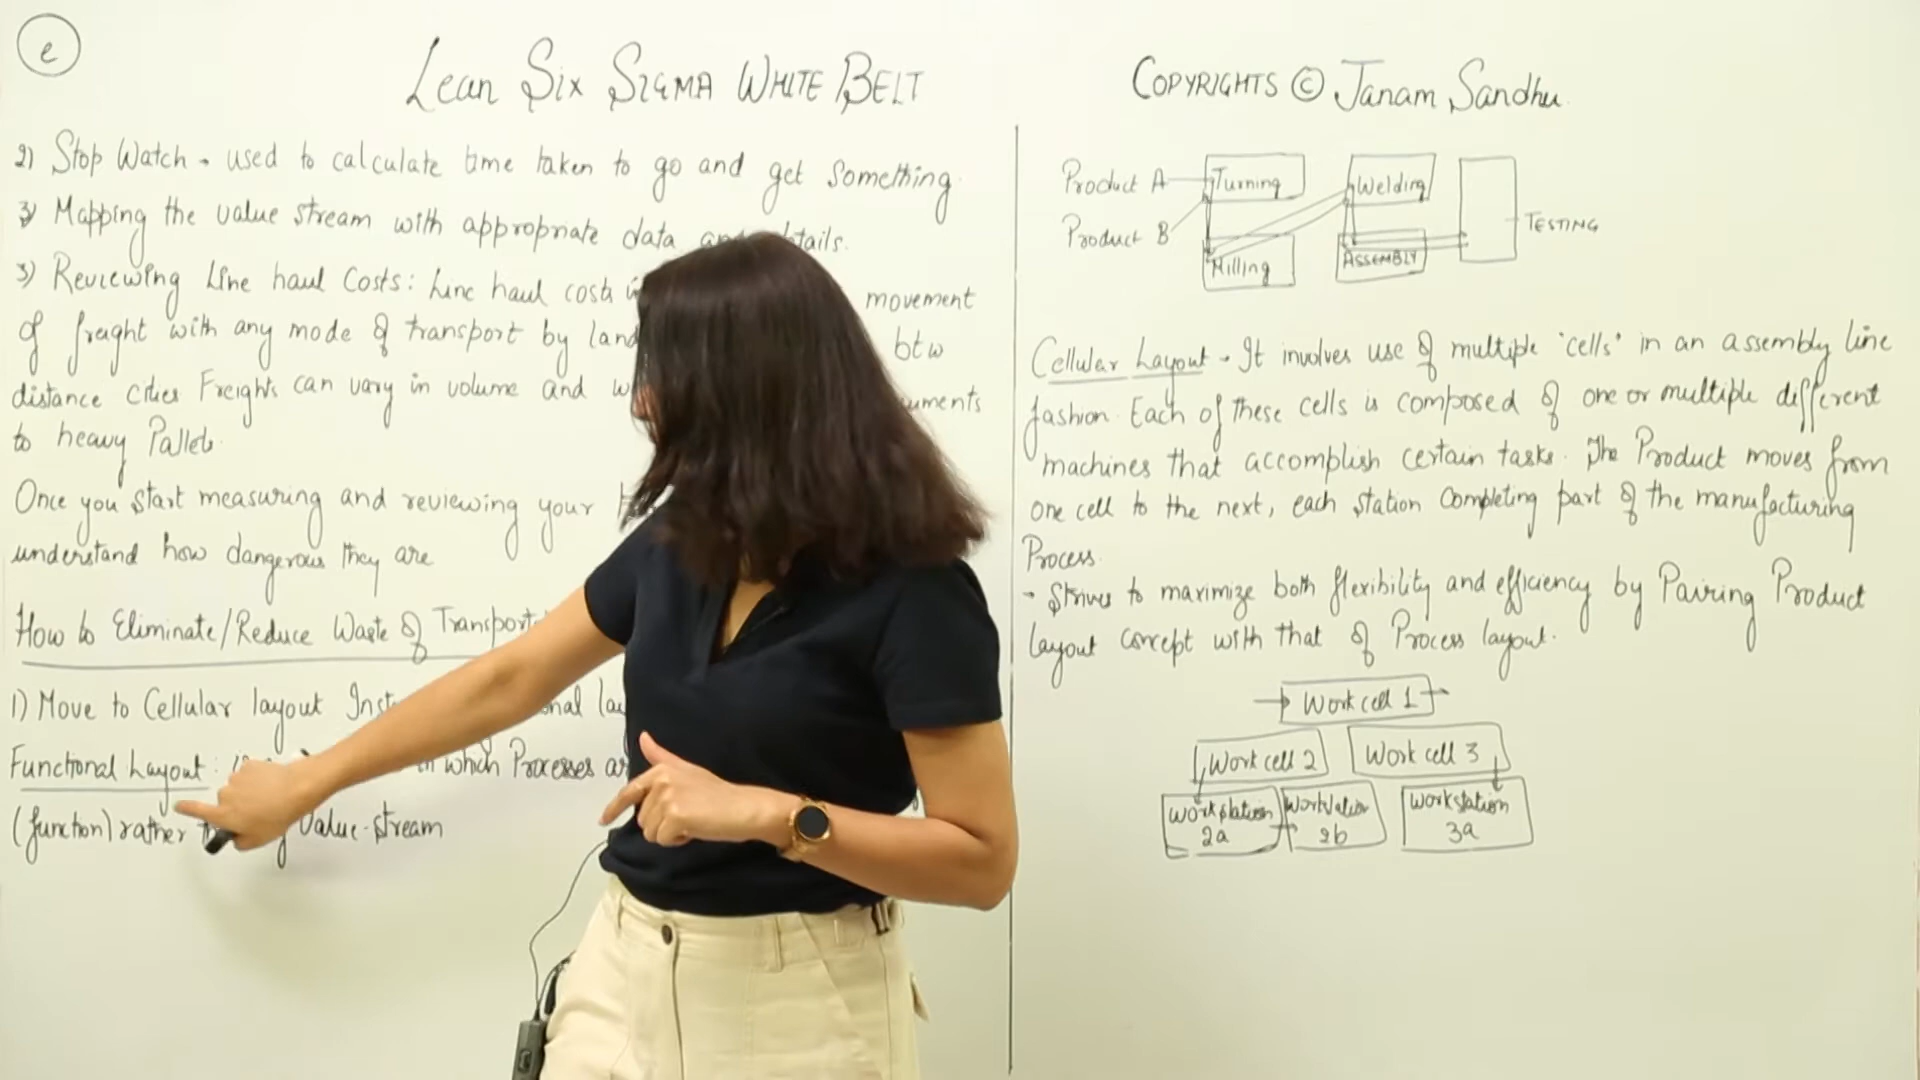 e
Lean Six Sigma White Belt
2) Stop Watch - used to calculate time taken to go and get something.
3) Mapping the value stream with appropriate data
3) Reviewing Line haul Costs: Line haul costs movement
of freight with any mode of transport by land btw
distance cities Freights can vary in volume and
to heavy Pallets.
Once you start measuring and reviewing your
understand how dangerous they are
How to Eliminate/Reduce Waste of Transport
1) Move to Cellular layout
Functional Layout: in which Processes
(function) rather Value-stream
Copyrights © Janam Sandhu
Product A Turning Welding
Product B TESTING
Milling ASSEMBLY
Cellular Layout - It involves use of multiple 'cells' in an assembly line
fashion. Each of these cells is composed of one or multiple different
machines that accomplish certain tasks. The Product moves from
one cell to the next, each station completing part of the manufacturing
Process.
- Strives to maximize both flexibility and efficiency by Pairing Product
layout concept with that of Process layout.
Work cell 1
Work cell 2 Work cell 3
Workstation Workstation Workstation
2a 2b 3a